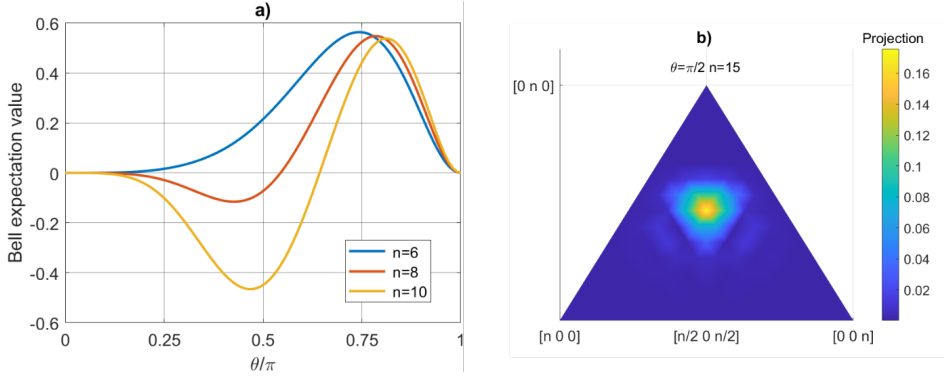 a)
Bell expectation value
0.6
0.4
0.2
0
-0.2
-0.4
-0.6
n=6
n=8
n=10
0
0.25
0.5
0.75
1
θ/π
b)
θ=π/2 n=15
[0 n 0]
[n 0 0]
[n/2 0 n/2]
[0 0 n]
Projection
0.16
0.14
0.12
0.10
0.08
0.06
0.04
0.02